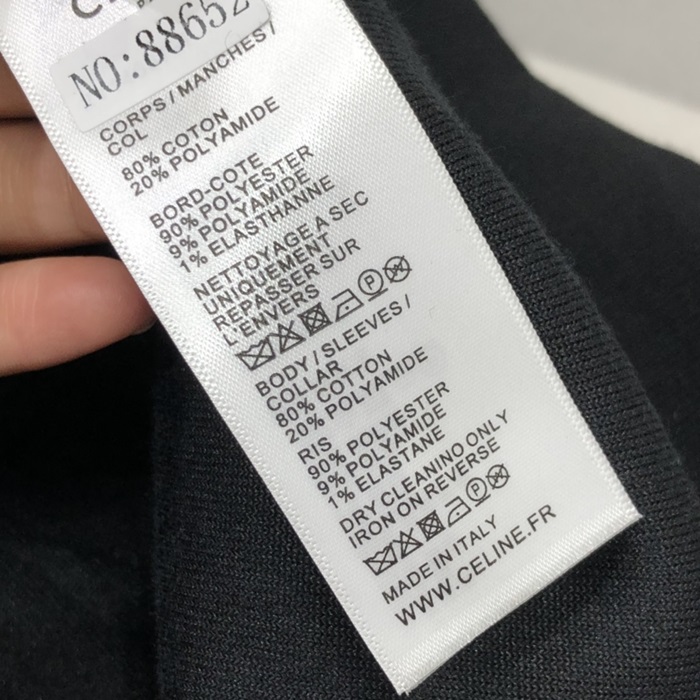 NO:88652
CORPS / MANCHES /
COL
80% COTON
20% POLYAMIDE
BORD-COTE
90% POLYESTER
9% POLYAMIDE
1% ELASTHANNE
NETTOYAGE A SEC
UNIQUEMENT
REPASSER SUR
L'ENVERS
BODY / SLEEVES /
COLLAR
80% COTTON
20% POLYAMIDE
RIS
90% POLYESTER
9% POLYAMIDE
1% ELASTANE
DRY CLEANINO ONLY
IRON ON REVERSE
MADE IN ITALY
WWW.CELINE.FR